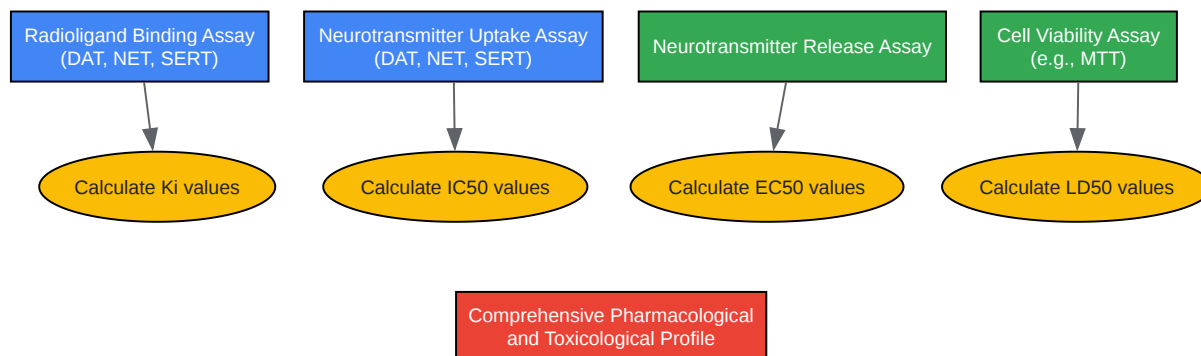 Radioligand Binding Assay
(DAT, NET, SERT)
Neurotransmitter Uptake Assay
(DAT, NET, SERT)
Neurotransmitter Release Assay
Cell Viability Assay
(e.g., MTT)
Calculate Ki values
Calculate IC50 values
Calculate EC50 values
Calculate LD50 values
Comprehensive Pharmacological
and Toxicological Profile